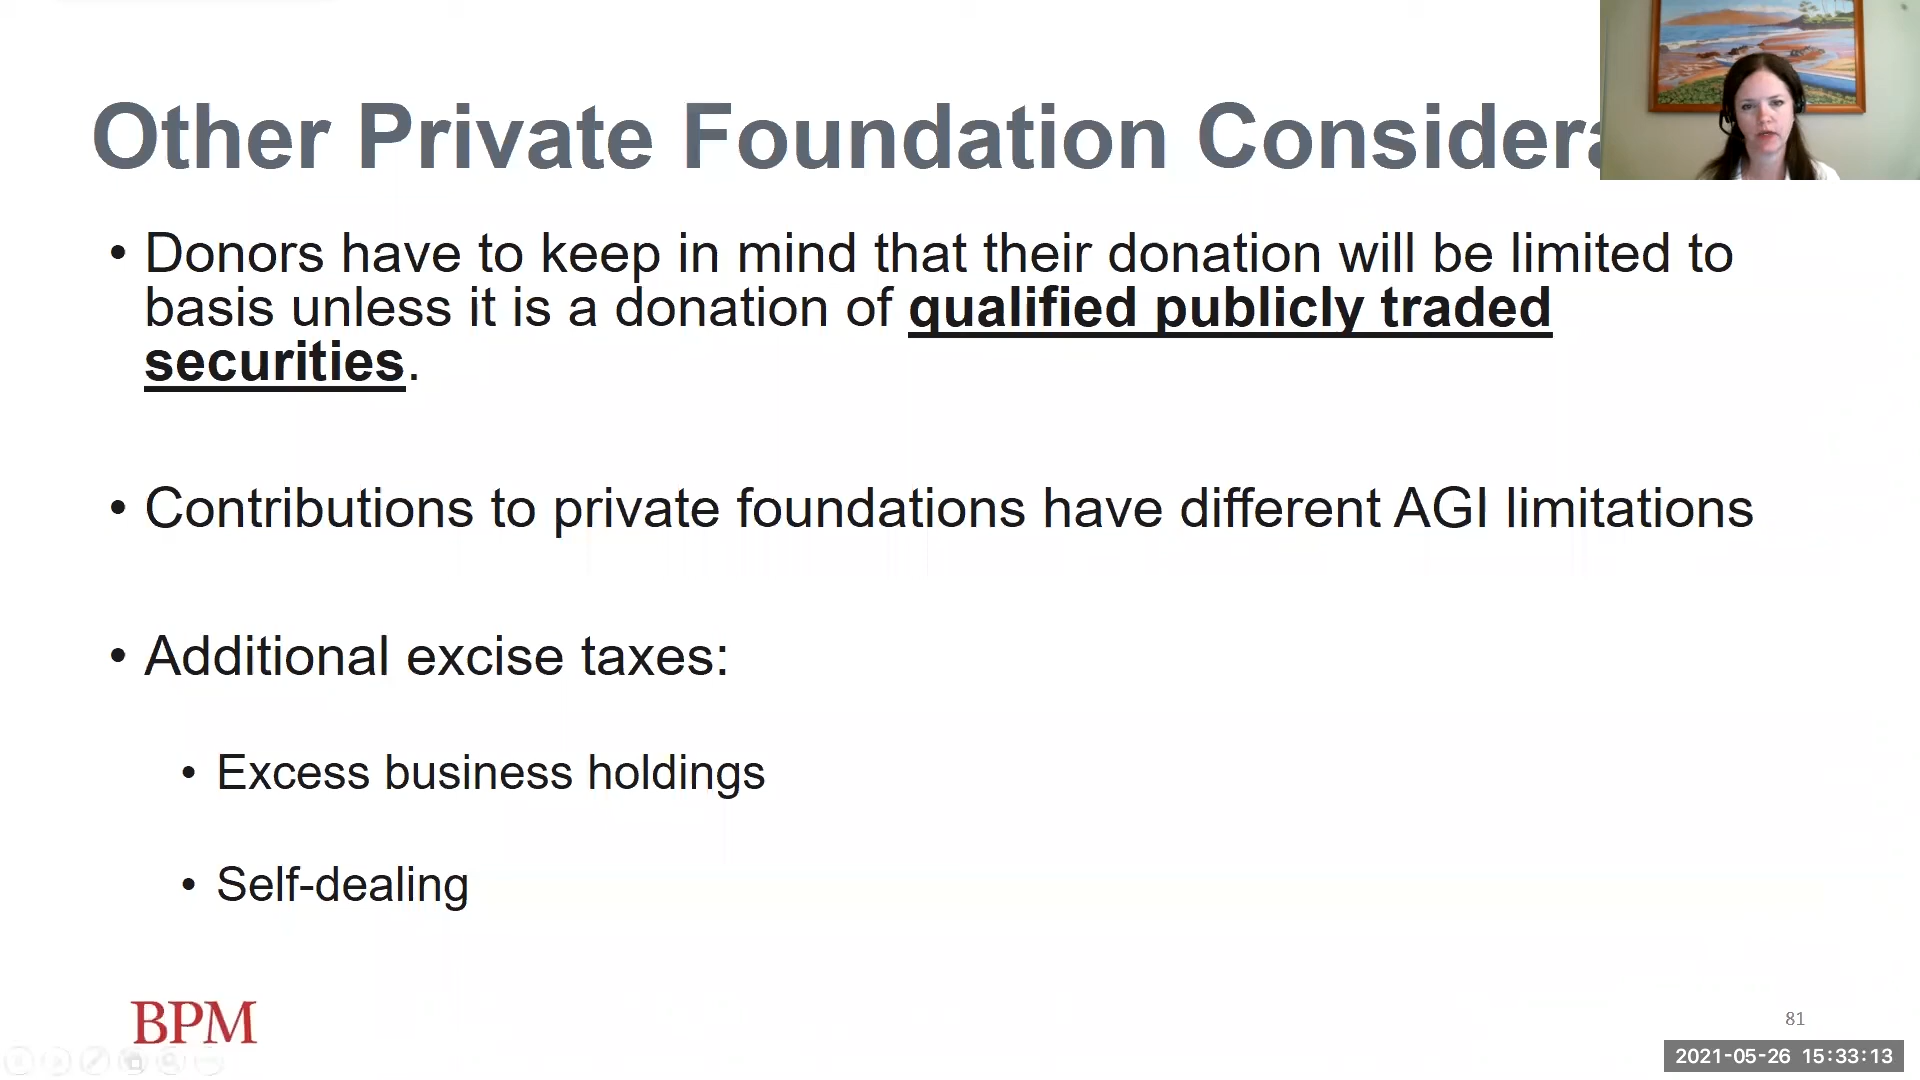 Other Private Foundation Considera
• Donors have to keep in mind that their donation will be limited to
basis unless it is a donation of qualified publicly traded
securities.
• Contributions to private foundations have different AGI limitations
• Additional excise taxes:
• Excess business holdings
• Self-dealing
BPM
81
2021-05-26 15:33:13